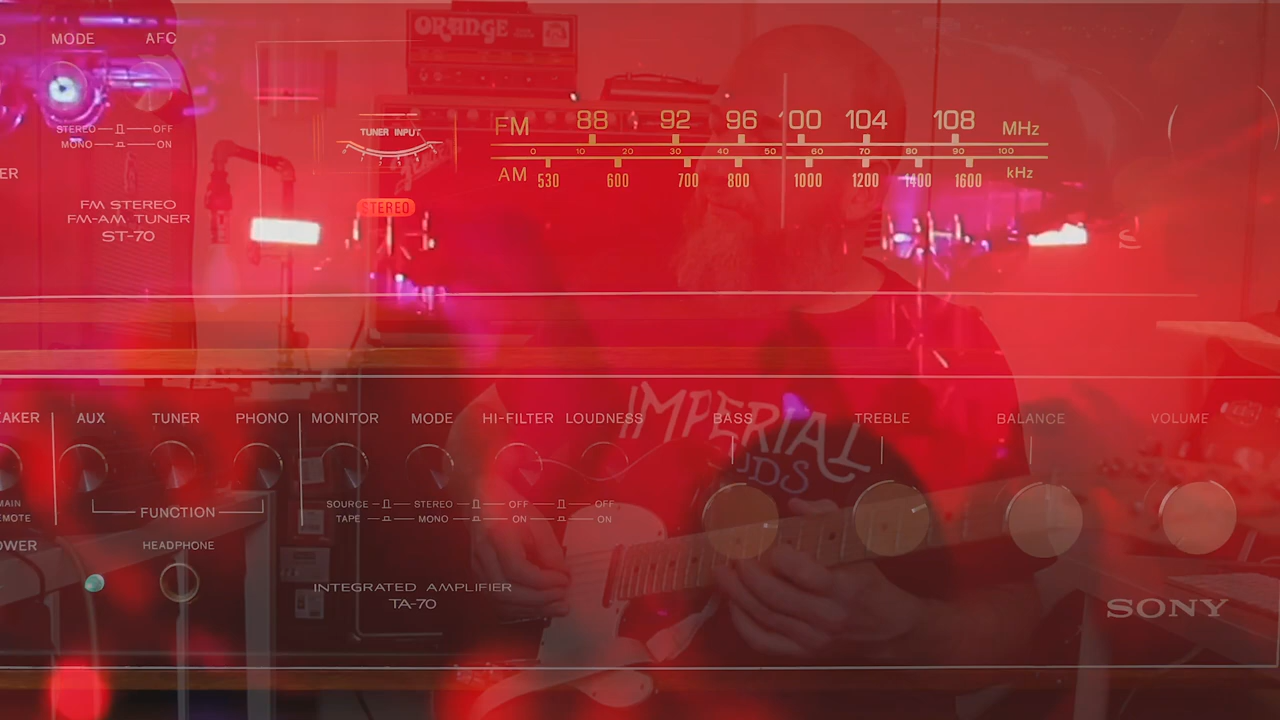 ORANGE
MODE AFC
STEREO OFF
MONO ON
FM STEREO
FM-AM TUNER
ST-70
TUNER INPUT
STEREO
FM 88 92 96 100 104 108 MHz
0 10 20 30 40 50 60 70 80 90 100
AM 530 600 700 800 1000 1200 1400 1600 kHz
AUX TUNER PHONO MONITOR MODE HI-FILTER LOUDNESS BASS TREBLE BALANCE VOLUME
IMPERIAL
SOURCE STEREO OFF OFF
TAPE MONO ON ON
FUNCTION
HEADPHONE
INTEGRATED AMPLIFIER
TA-70
SONY